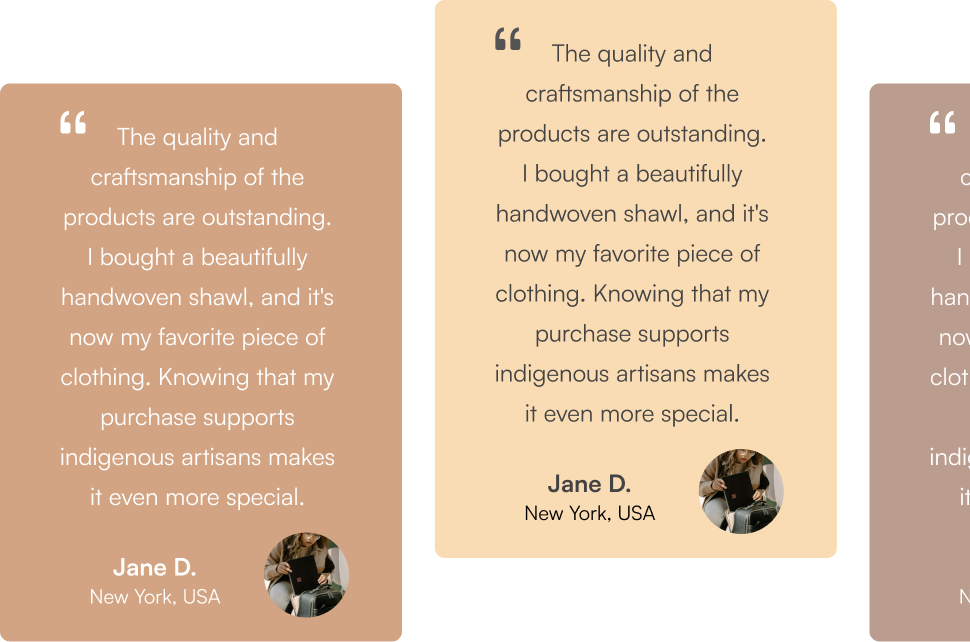 “
The quality and
craftsmanship of the
products are outstanding.
I bought a beautifully
handwoven shawl, and it's
now my favorite piece of
clothing. Knowing that my
purchase supports
indigenous artisans makes
it even more special.
Jane D.
New York, USA
“
The quality and
craftsmanship of the
products are outstanding.
I bought a beautifully
handwoven shawl, and it's
now my favorite piece of
clothing. Knowing that my
purchase supports
indigenous artisans makes
it even more special.
Jane D.
New York, USA
“
I